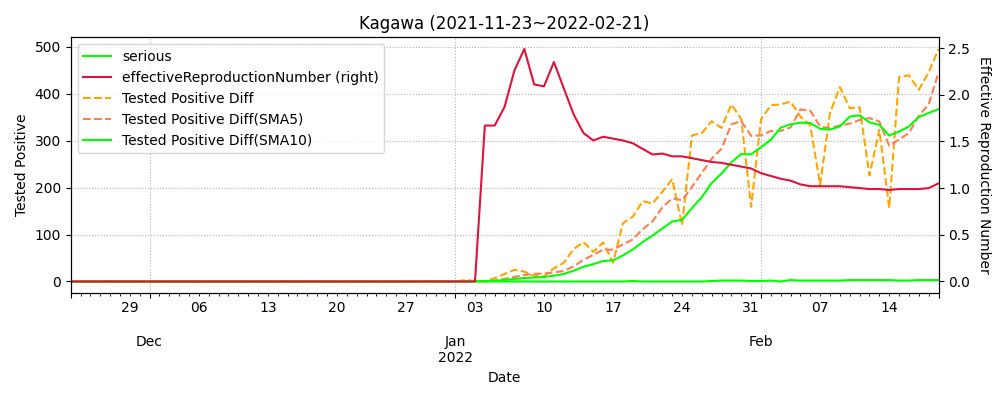 Kagawa (2021-11-23~2022-02-21)
Tested Positive
500
400
300
200
100
0
serious
effectiveReproductionNumber (right)
Tested Positive Diff
Tested Positive Diff(SMA5)
Tested Positive Diff(SMA10)
2.5
2.0
1.5
1.0
0.5
0.0
Effective Reproduction Number
29 06 13 20 27 03 10 17 24 31 07 14
Dec Jan Feb
2022
Date